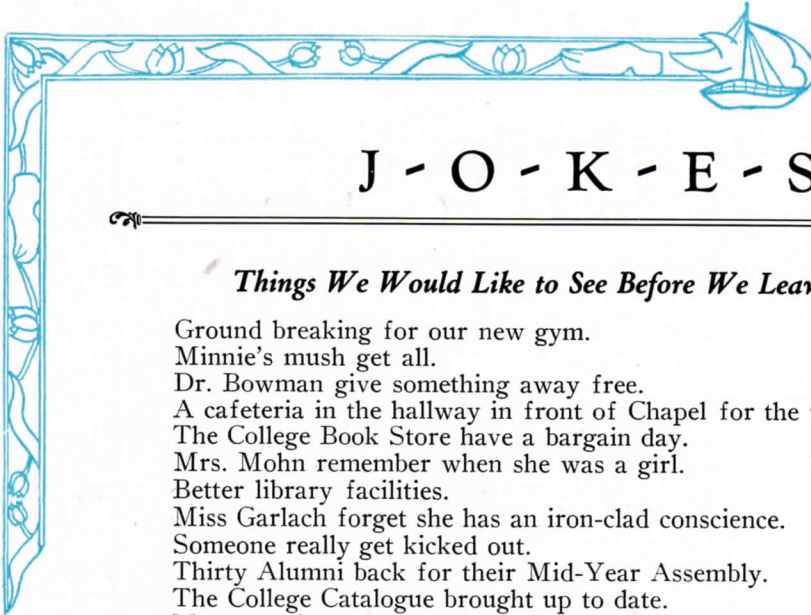 J - O - K - E - S
Things We Would Like to See Before We
Ground breaking for our new gym.
Minnie's mush get all.
Dr. Bowman give something away free.
A cafeteria in the hallway in front of Chapel for the
The College Book Store have a bargain day.
Mrs. Mohn remember when she was a girl.
Better library facilities.
Miss Garlach forget she has an iron-clad conscience.
Someone really get kicked out.
Thirty Alumni back for their Mid-Year Assembly.
The College Catalogue brought up to date.